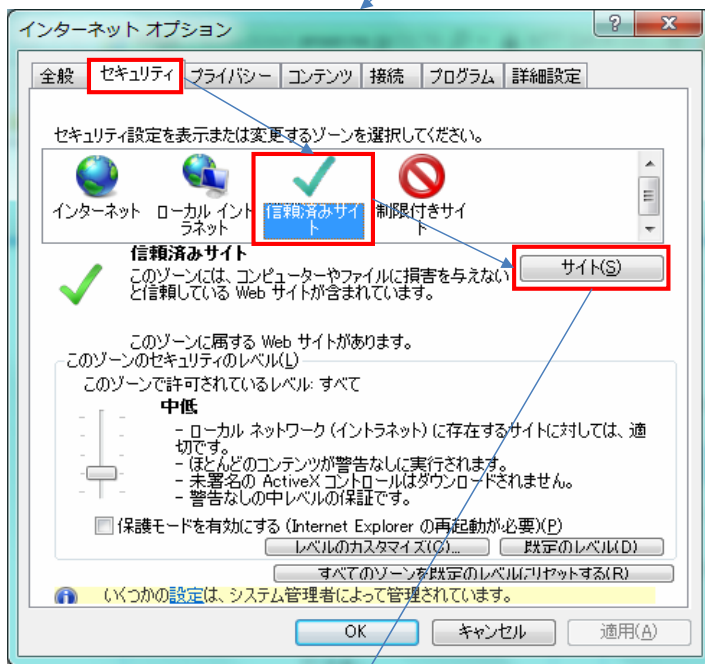 インターネット オプション
全般 セキュリティ プライバシー コンテンツ 接続 プログラム 詳細設定
セキュリティ設定を表示または変更するゾーンを選択してください。
インターネット ローカル イントラネット 信頼済みサイト 制限付きサイト
信頼済みサイト
サイト(S)
このゾーンには、コンピューターやファイルに損害を与えない
と信頼している Web サイトが含まれています。
このゾーンに属する Web サイトがあります。
このゾーンのセキュリティのレベル(L)
このゾーンで許可されているレベル: すべて
中低
- ローカル ネットワーク (イントラネット) に存在するサイトに対しては、適
切です。
- ほとんどのコンテンツが警告なしに実行されます。
- 未署名の ActiveX コントロールはダウンロードされません。
- 警告なしの中レベルの保証です。
保護モードを有効にする (Internet Explorer の再起動が必要)(P)
レベルのカスタマイズ(C)... 既定のレベル(D)
すべてのゾーンを既定のレベルにリセットする(R)
いくつかの設定は、システム管理者によって管理されています。
OK キャンセル 適用(A)